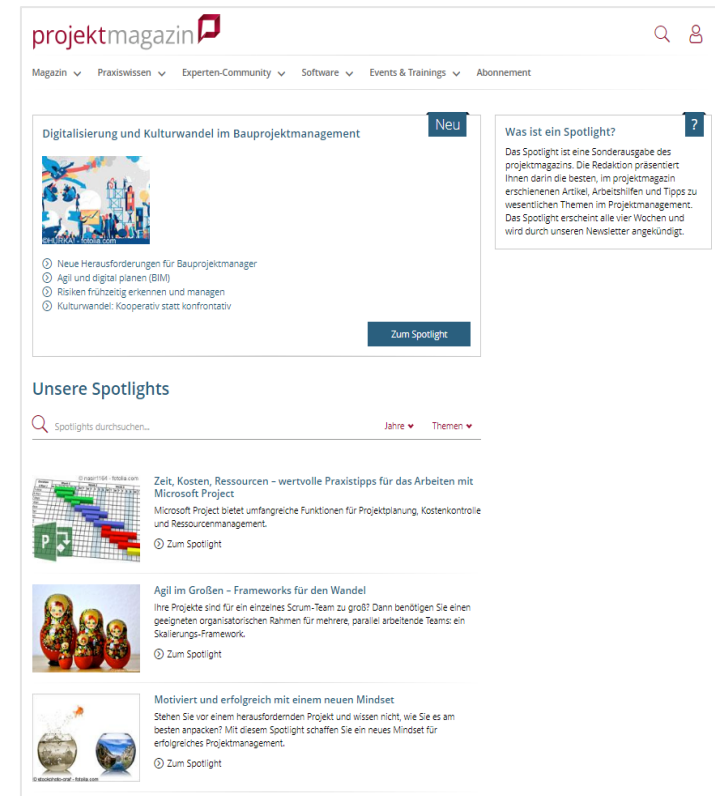 projektmagazin
Magazin Praxiswissen Experten-Community Software Events & Trainings Abonnement
Neu
Digitalisierung und Kulturwandel im Bauprojektmanagement
©HURKA! - fotolia.com
Neue Herausforderungen für Bauprojektmanager
Agil und digital planen (BIM)
Risiken frühzeitig erkennen und managen
Kulturwandel: Kooperativ statt konfrontativ
Zum Spotlight
?
Was ist ein Spotlight?
Das Spotlight ist eine Sonderausgabe des
projektmagazins. Die Redaktion präsentiert
Ihnen darin die besten, im projektmagazin
erschienenen Artikel, Arbeitshilfen und Tipps zu
wesentlichen Themen im Projektmanagement.
Das Spotlight erscheint alle vier Wochen und
wird durch unseren Newsletter angekündigt.
Unsere Spotlights
Spotlights durchsuchen... Jahre Themen
© nasir1164 - fotolia.com
P
Zeit, Kosten, Ressourcen – wertvolle Praxistipps für das Arbeiten mit
Microsoft Project
Microsoft Project bietet umfangreiche Funktionen für Projektplanung, Kostenkontrolle
und Ressourcenmanagement.
Zum Spotlight
Agil im Großen – Frameworks für den Wandel
Ihre Projekte sind für ein einzelnes Scrum-Team zu groß? Dann benötigen Sie einen
geeigneten organisatorischen Rahmen für mehrere, parallel arbeitende Teams: ein
Skalierungs-Framework.
Zum Spotlight
Motiviert und erfolgreich mit einem neuen Mindset
Stehen Sie vor einem herausfordernden Projekt und wissen nicht, wie Sie es am
besten anpacken? Mit diesem Spotlight schaffen Sie ein neues Mindset für
erfolgreiches Projektmanagement.
Zum Spotlight